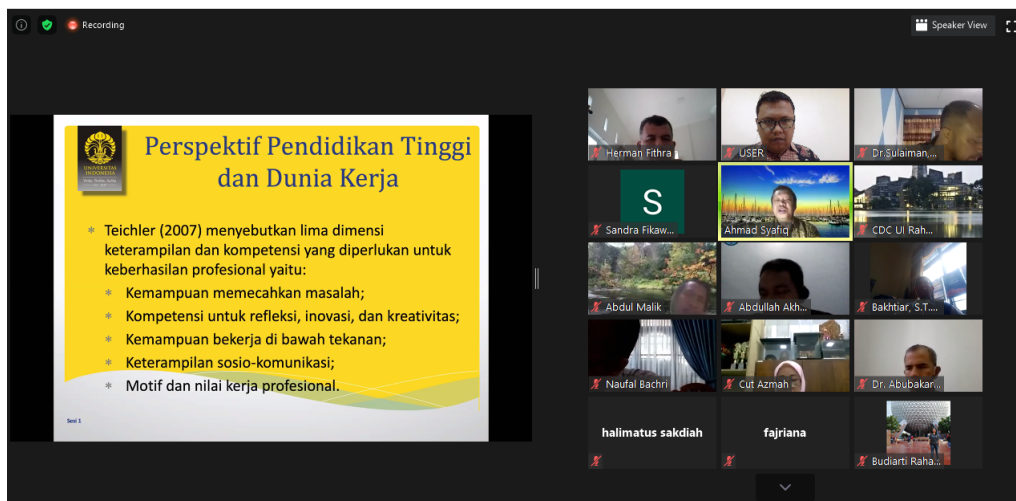 Recording
Speaker View
UNIVERSITAS
INDONESIA
Perspektif Pendidikan Tinggi
dan Dunia Kerja
Teichler (2007) menyebutkan lima dimensi
keterampilan dan kompetensi yang diperlukan untuk
keberhasilan profesional yaitu:
Kemampuan memecahkan masalah;
Kompetensi untuk refleksi, inovasi, dan kreativitas;
Kemampuan bekerja di bawah tekanan;
Keterampilan sosio-komunikasi;
Motif dan nilai kerja profesional.
Sesi 1
Herman Fithra
USER
Dr.Sulaiman,...
S
Sandra Fikaw...
Ahmad Syafiq
CDC UI Rah...
Abdul Malik
Abdullah Akh...
Bakhtiar, S.T....
Naufal Bachri
Cut Azmah
Dr. Abubakar...
halimatus sakdiah
fajriana
Budiarti Raha...